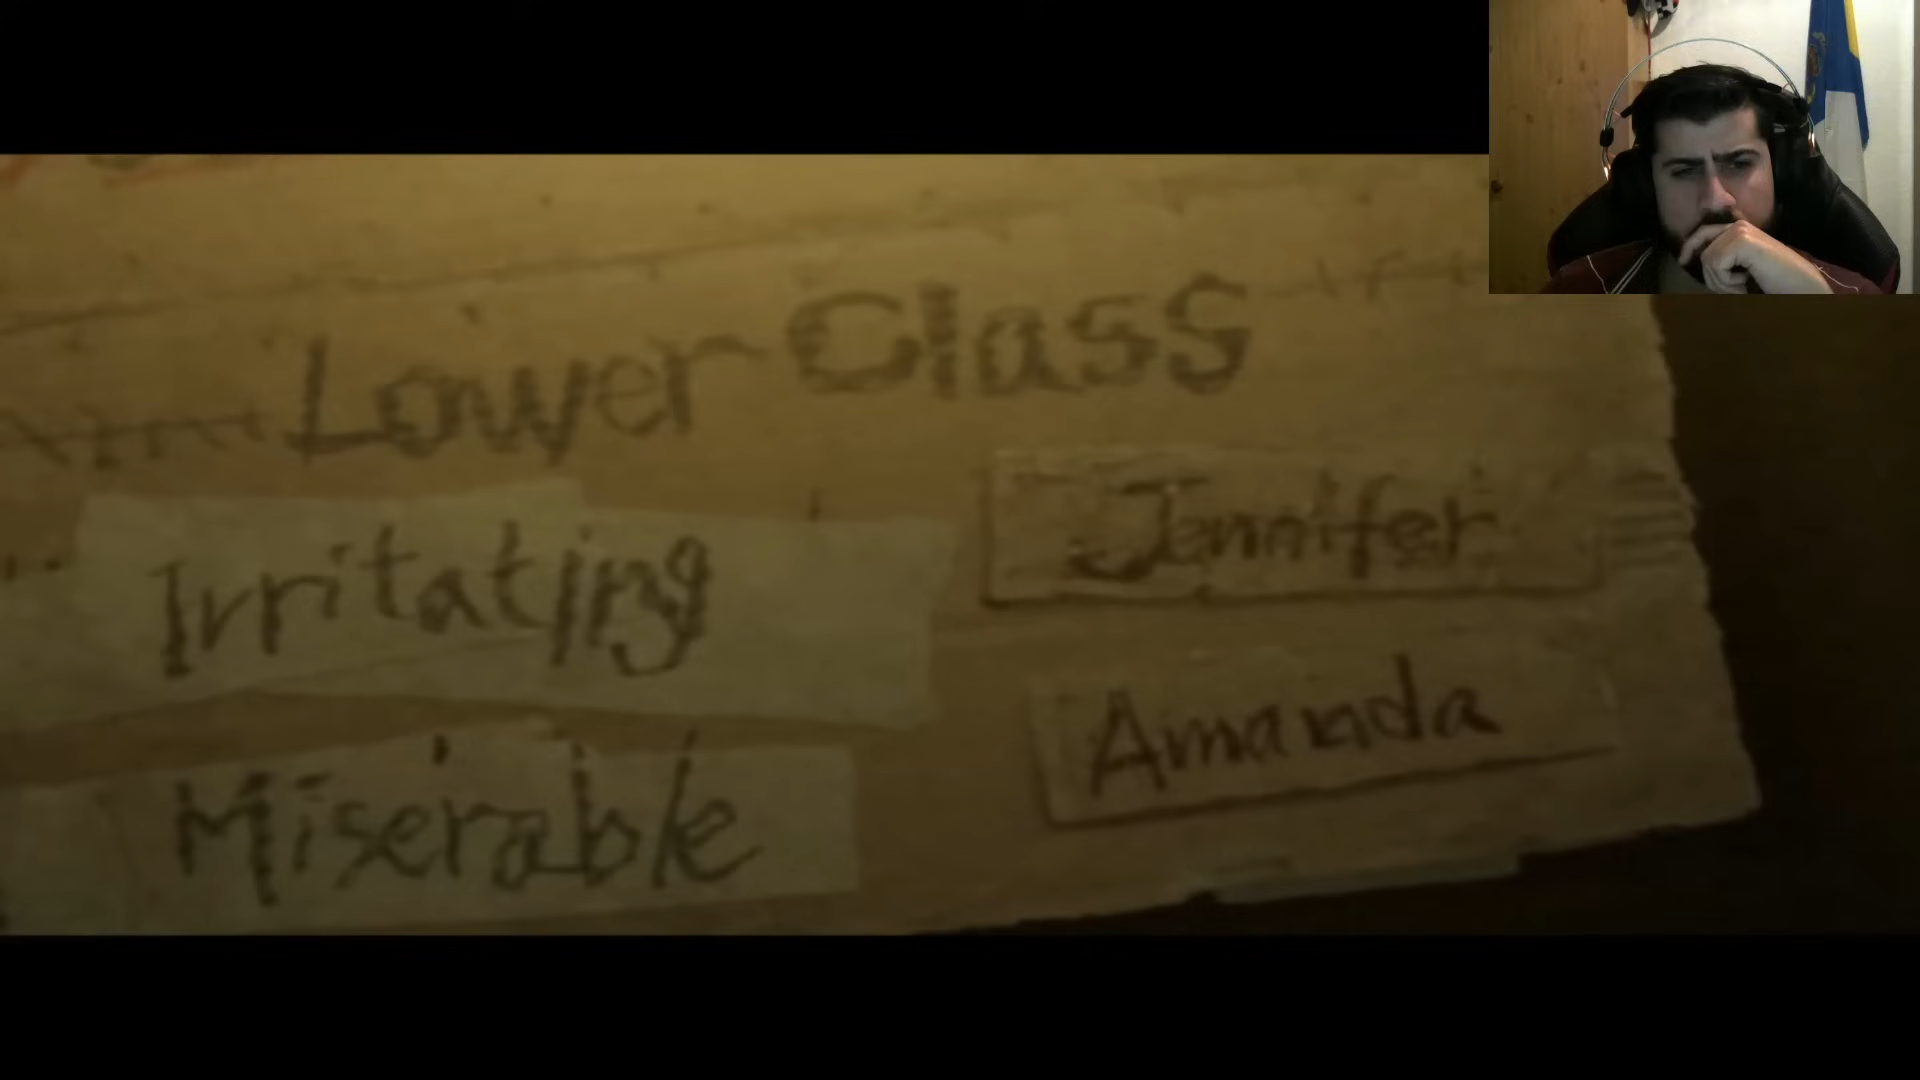 Lower Class
Irritating
Jennifer
Miserable
Amanda